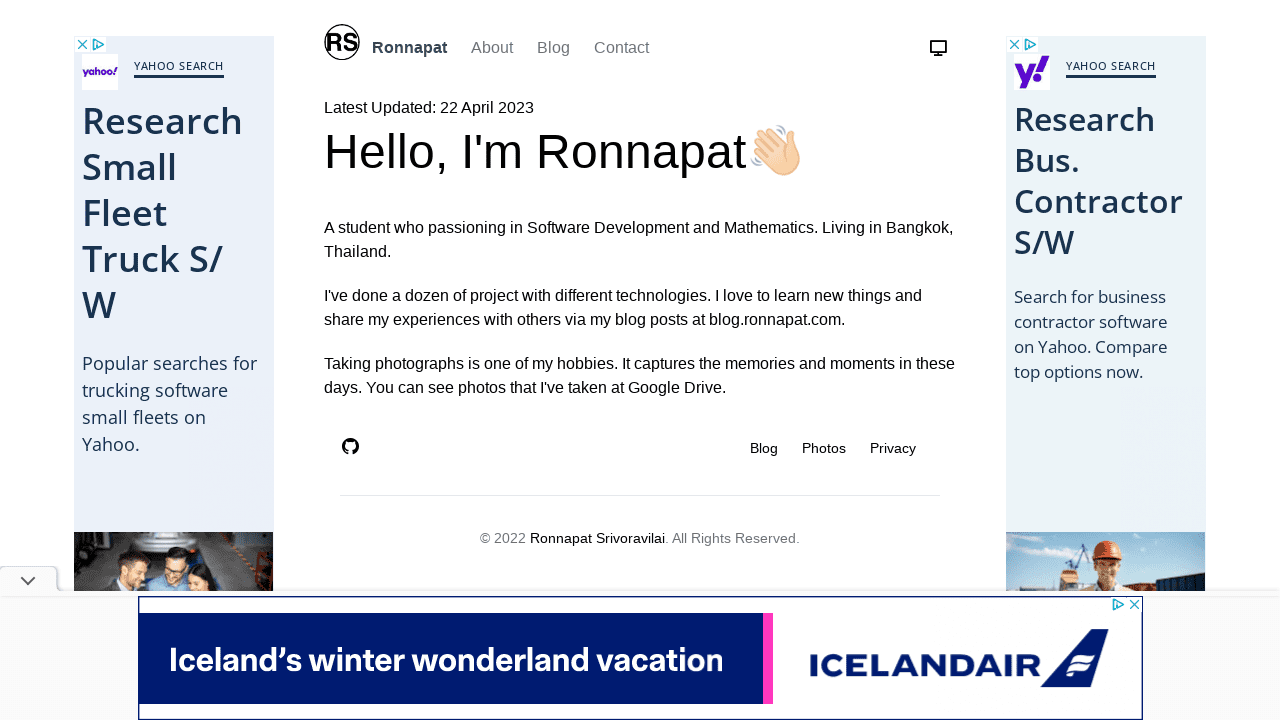 RS
Ronnapat
About
Blog
Contact
Latest Updated: 22 April 2023
Hello, I'm Ronnapat👋🏻
A student who passioning in Software Development and Mathematics. Living in Bangkok,
Thailand.
I've done a dozen of project with different technologies. I love to learn new things and
share my experiences with others via my blog posts at blog.ronnapat.com.
Taking photographs is one of my hobbies. It captures the memories and moments in these
days. You can see photos that I've taken at Google Drive.
Blog
Photos
Privacy
© 2022 Ronnapat Srivoravilai. All Rights Reserved.
yahoo!
YAHOO SEARCH
Research
Small
Fleet
Truck S/
W
Popular searches for
trucking software
small fleets on
Yahoo.
y!
YAHOO SEARCH
Research
Bus.
Contractor
S/W
Search for business
contractor software
on Yahoo. Compare
top options now.
Iceland's winter wonderland vacation
ICELANDAIR